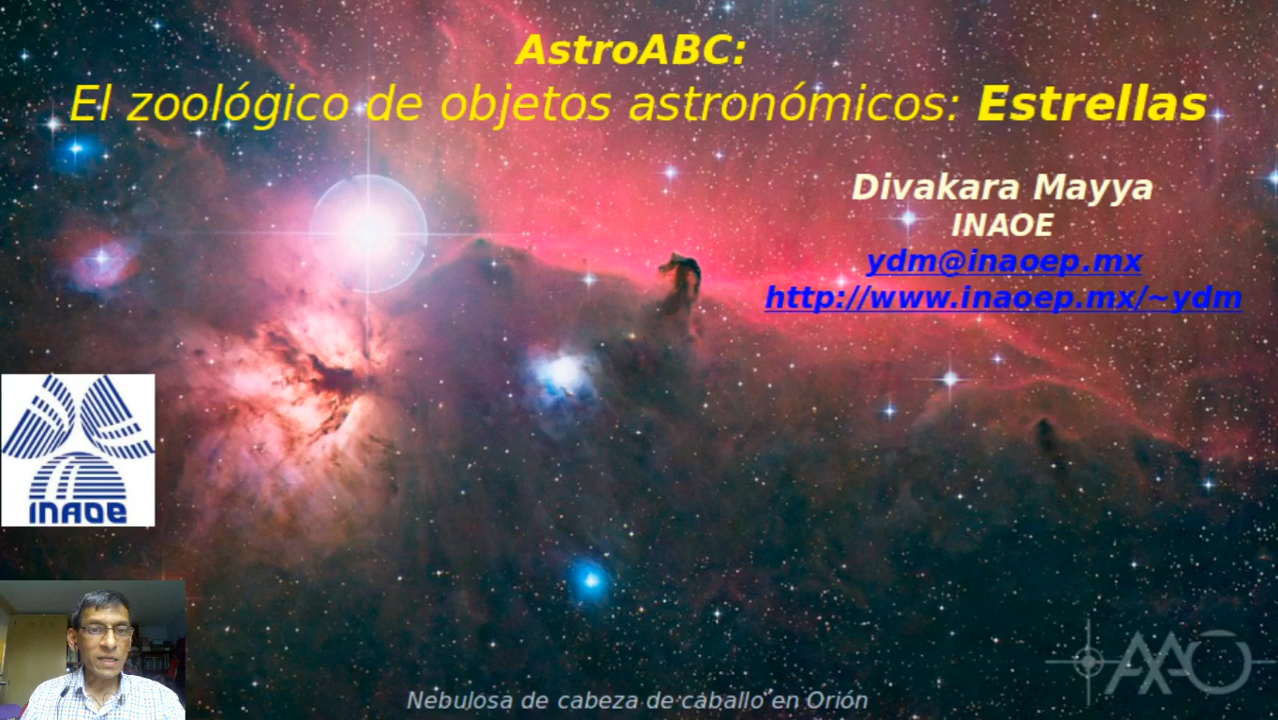 AstroABC:
El zoológico de objetos astronómicos: Estrellas
Divakara Mayya
INAOE
ydm@inaoep.mx
http://www.inaoep.mx/~ydm
INAOE
AAO
Nebulosa de cabeza de caballo en Orión